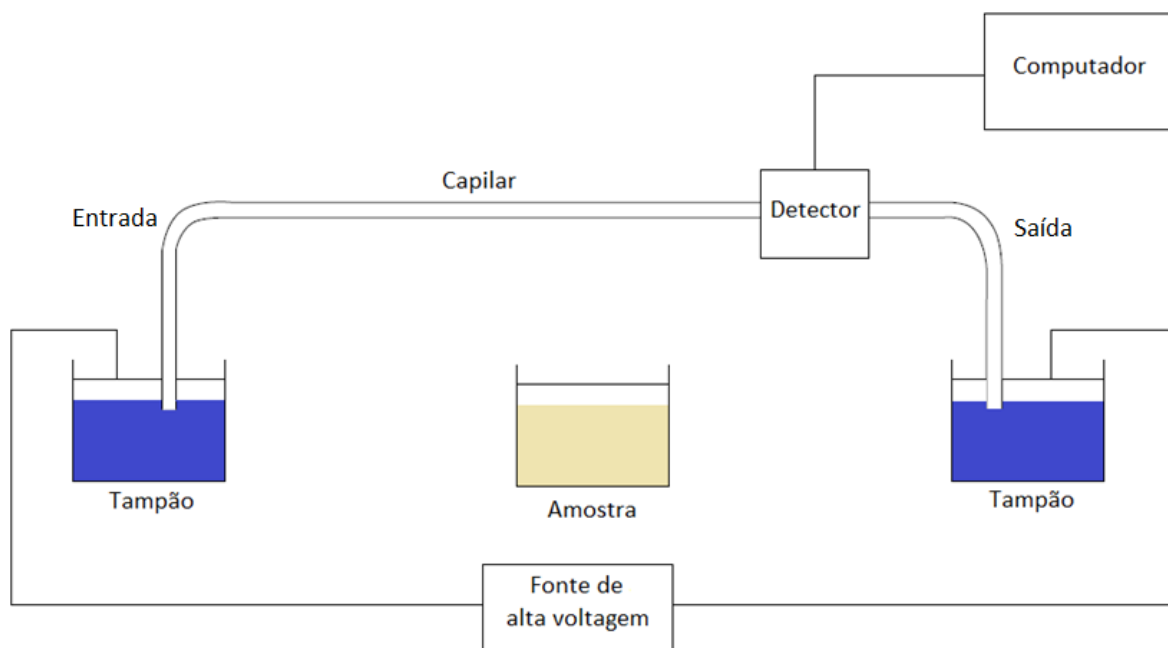 Computador
Capilar
Detector
Entrada
Saída
Tampão
Amostra
Tampão
Fonte de
alta voltagem